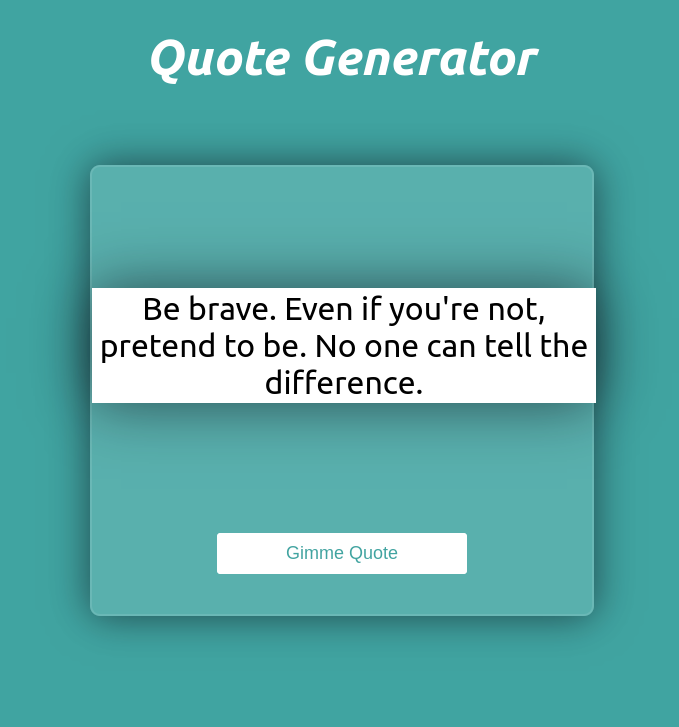 Quote Generator
Be brave. Even if you're not,
pretend to be. No one can tell the
difference.
Gimme Quote